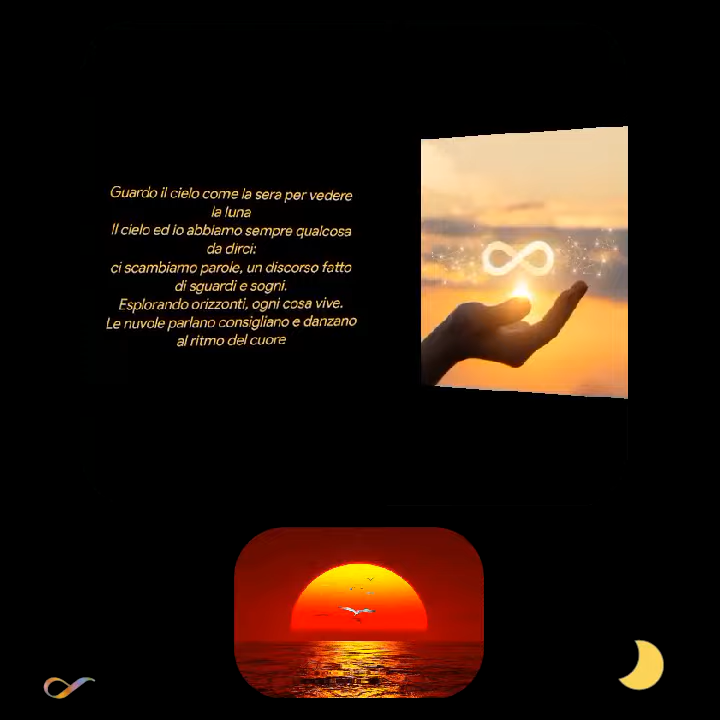 Guardo il cielo come la sera per vedere
la luna
Il cielo ed io abbiamo sempre qualcosa
da dirci:
ci scambiamo parole, un discorso fatto
di sguardi e sogni.
Esplorando orizzonti, ogni cosa vive.
Le nuvole parlano consigliano e danzano
al ritmo del cuore